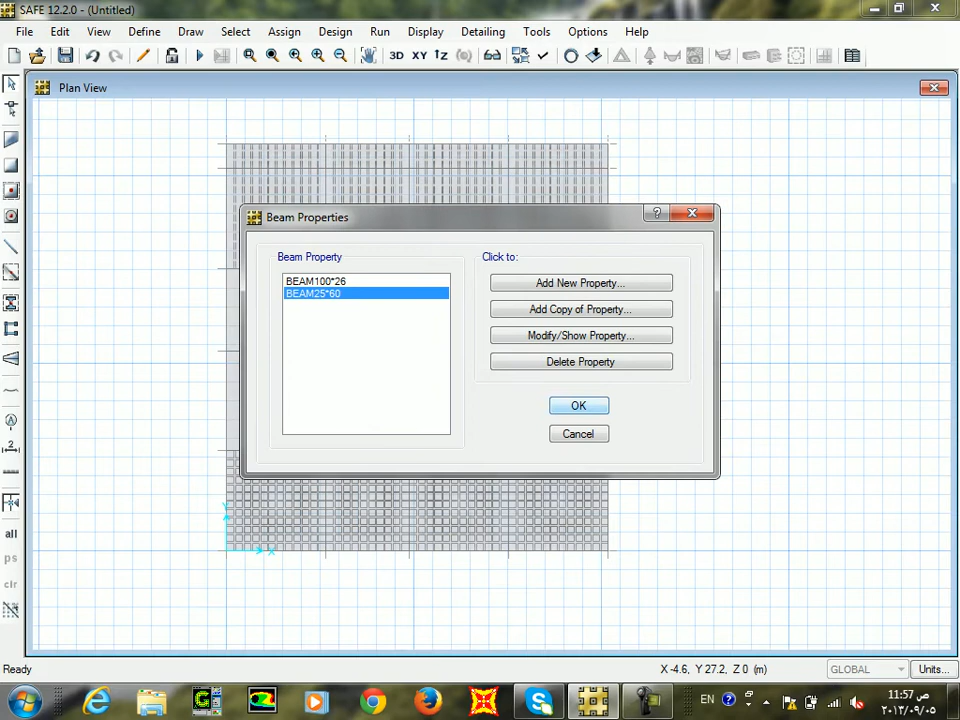 SAFE 12.2.0 - (Untitled)
File Edit View Define Draw Select Assign Design Run Display Detailing Tools Options Help
3D XY
Plan View
Beam Properties
?
Beam Property
Click to:
BEAM100*26
BEAM25*60
Add New Property...
Add Copy of Property...
Modify/Show Property...
Delete Property
OK
Cancel
Y
X
2
all
ps
clr
Ready
X -4.6, Y 27.2, Z 0 (m)
GLOBAL
Units...
EN
11:57 ص
٢٠١٣/٠٩/٠٥